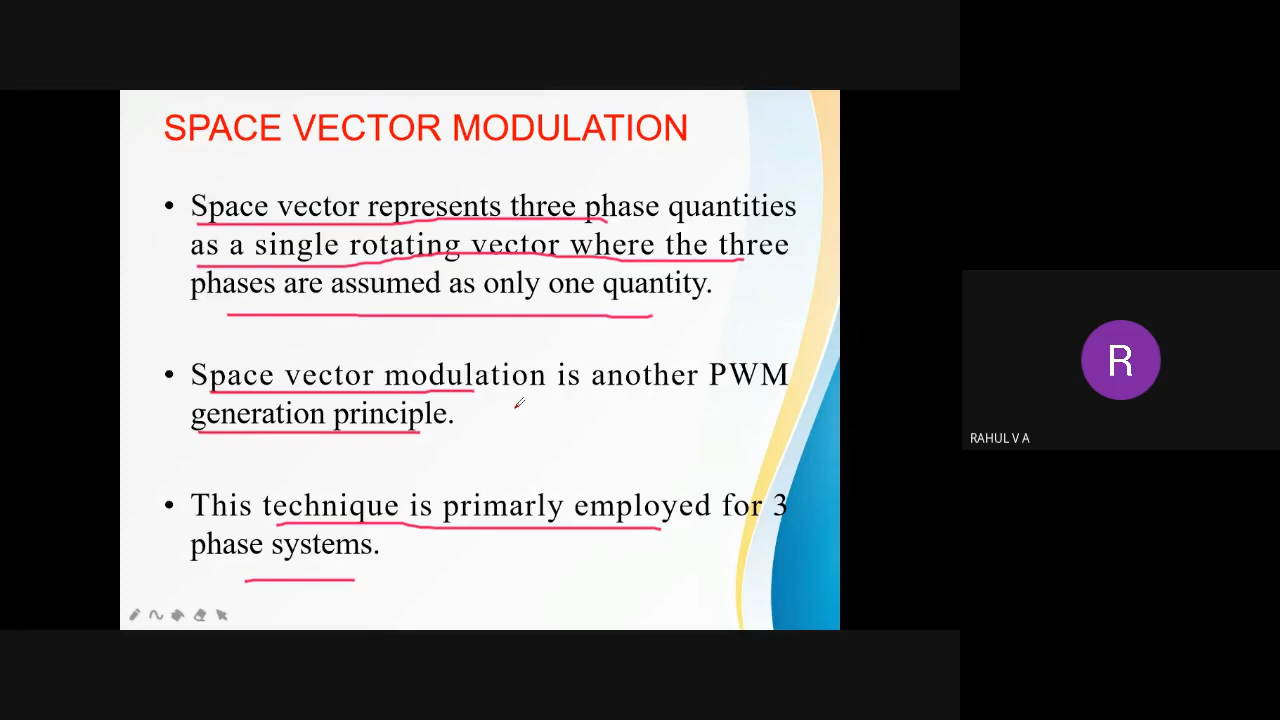 SPACE VECTOR MODULATION
• Space vector represents three phase quantities
as a single rotating vector where the three
phases are assumed as only one quantity.
• Space vector modulation is another PWM
generation principle.
• This technique is primarly employed for 3
phase systems.
R
RAHUL V A